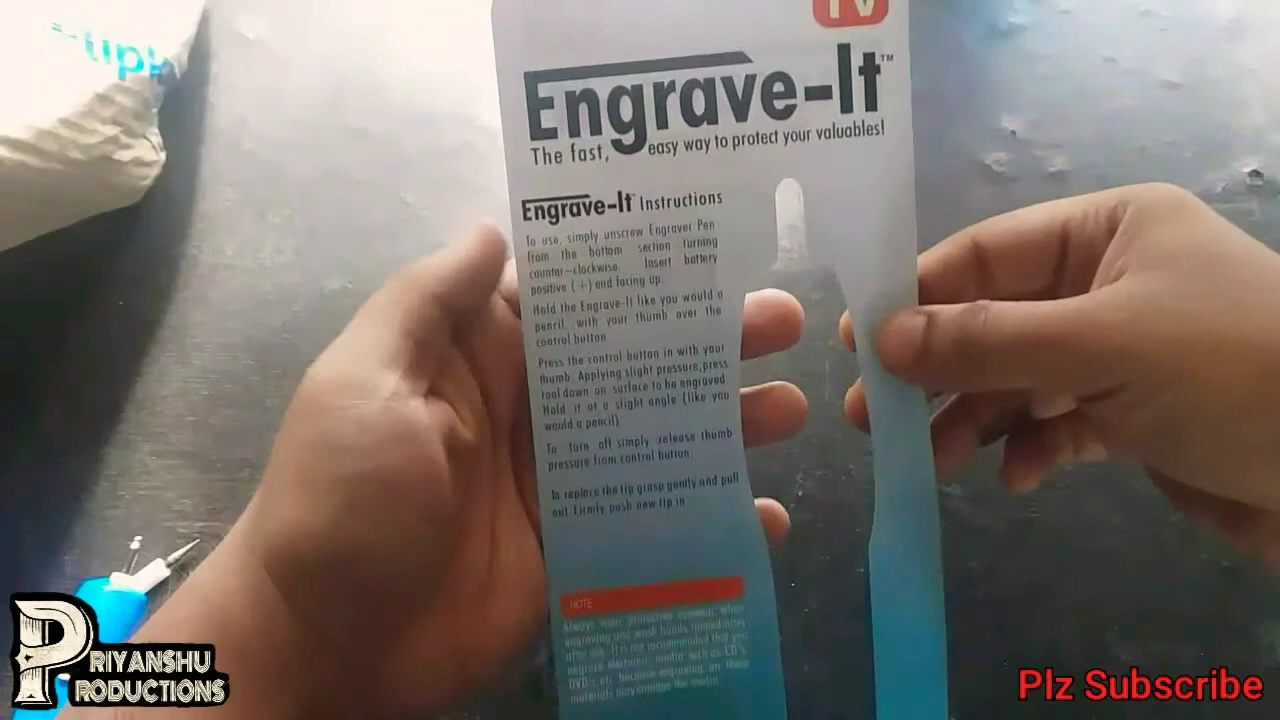 TV
Engrave-It™
The fast, easy way to protect your valuables!
Engrave-It™ Instructions
To use, simply unscrew Engraver Pen
from the bottom section turning
counter-clockwise. Insert battery
positive (+) end facing up.
Hold the Engrave-It like you would a
pencil, with your thumb over the
control button
Press the control button in with your
thumb. Applying slight pressure, press
tool down on surface to be engraved
Hold it at a slight angle (like you
would a pencil)
To turn off simply release thumb
pressure from control button.
To replace the tip grasp gently and pull
out. Firmly push new tip in
NOTE
Always wear protective eyewear when
engraving and wash hands immediately
after use. It is not recommended that you
engrave electronic media such as CD's
DVD's etc. because engraving on these
materials may damage the media.
PRIYANSHU
PRODUCTIONS
Plz Subscribe